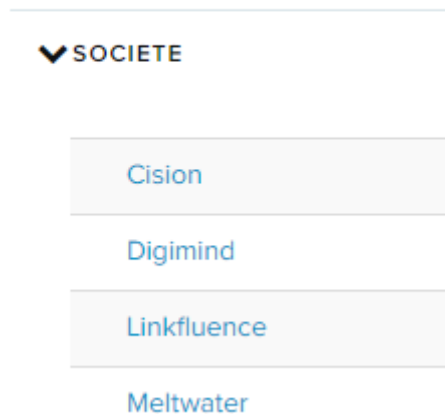 SOCIETE
Cision
Digimind
Linkfluence
Meltwater